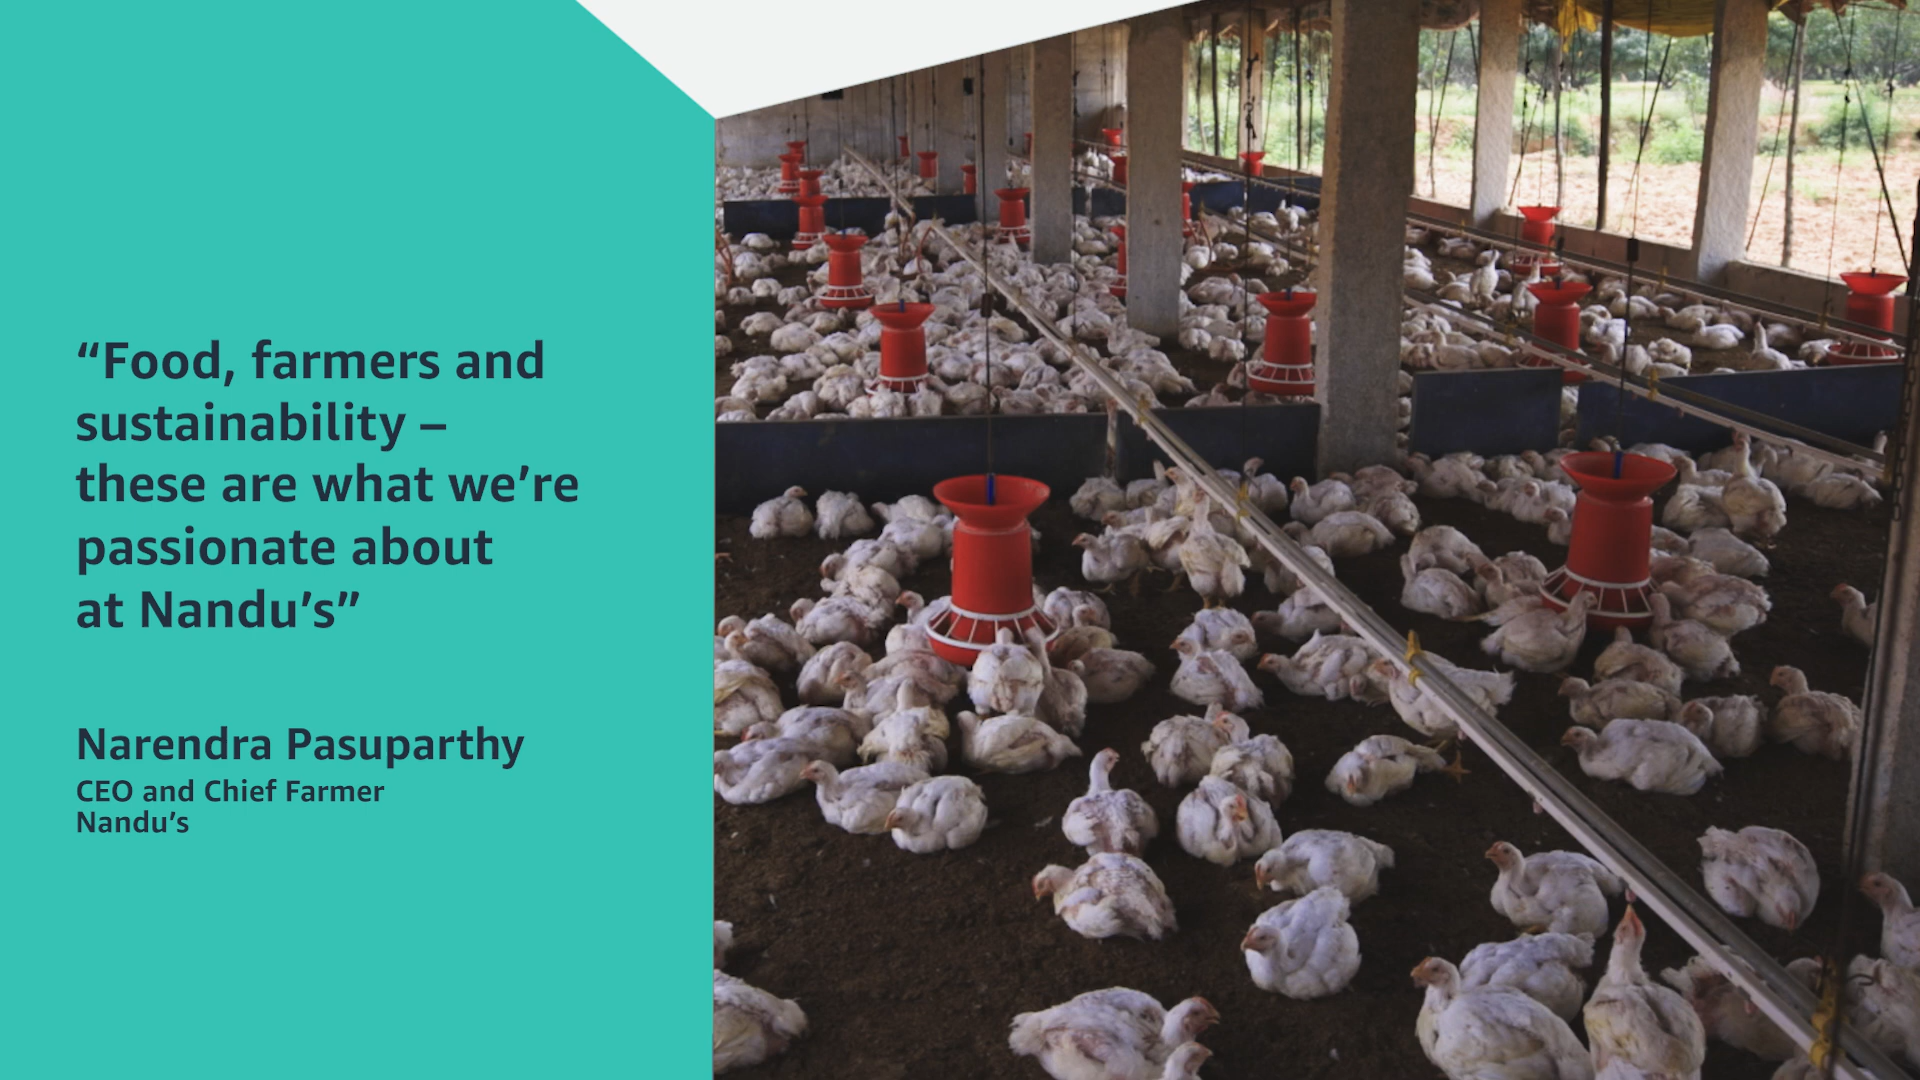 “Food, farmers and
sustainability –
these are what we’re
passionate about
at Nandu’s”
Narendra Pasuparthy
CEO and Chief Farmer
Nandu’s